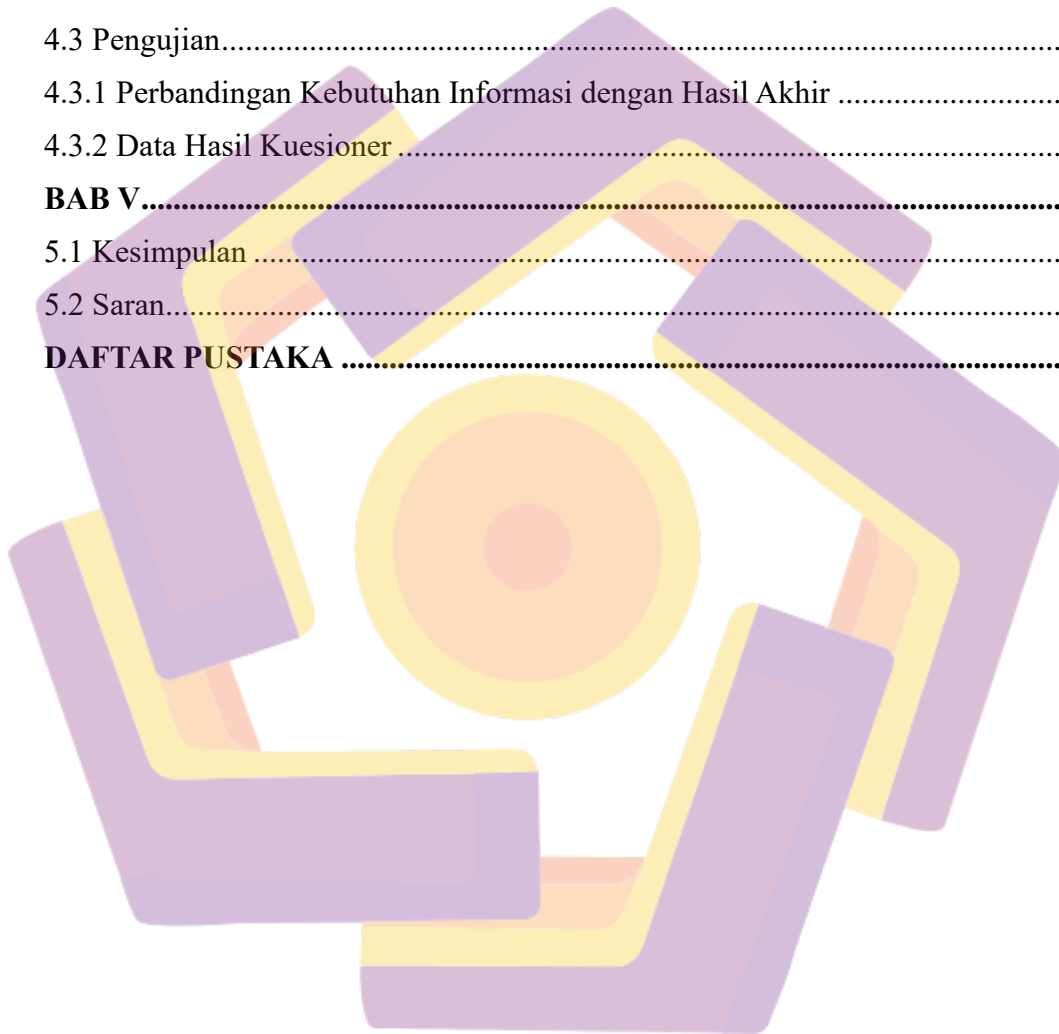 4.3 Pengujian........................................................................................................
4.3.1 Perbandingan Kebutuhan Informasi dengan Hasil Akhir ............................
4.3.2 Data Hasil Kuesioner ...................................................................................
BAB V...................................................................................................................
5.1 Kesimpulan .....................................................................................................
5.2 Saran................................................................................................................
DAFTAR PUSTAKA ..........................................................................................